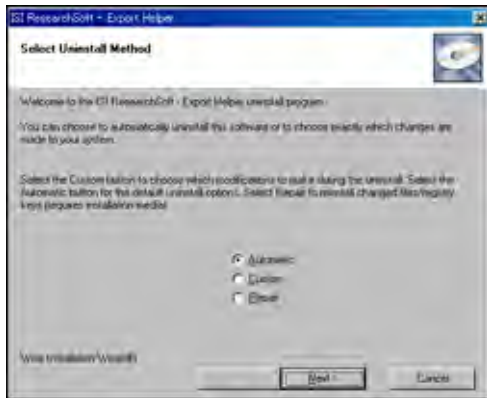 ISI ResearchSoft - Export Helper
Select Uninstall Method
Welcome to the ISI ResearchSoft - Export Helper uninstall program.
You can choose to automatically uninstall this software or to choose exactly which changes are
made to your system.
Select the Custom button to choose which modifications to make during the uninstall. Select the
Automatic button for the default uninstall option. Select Repair to reinstall changed files/registry
keys (requires installation media)
Automatic
Custom
Repair
Wise Installation Wizard®
Next >
Cancel